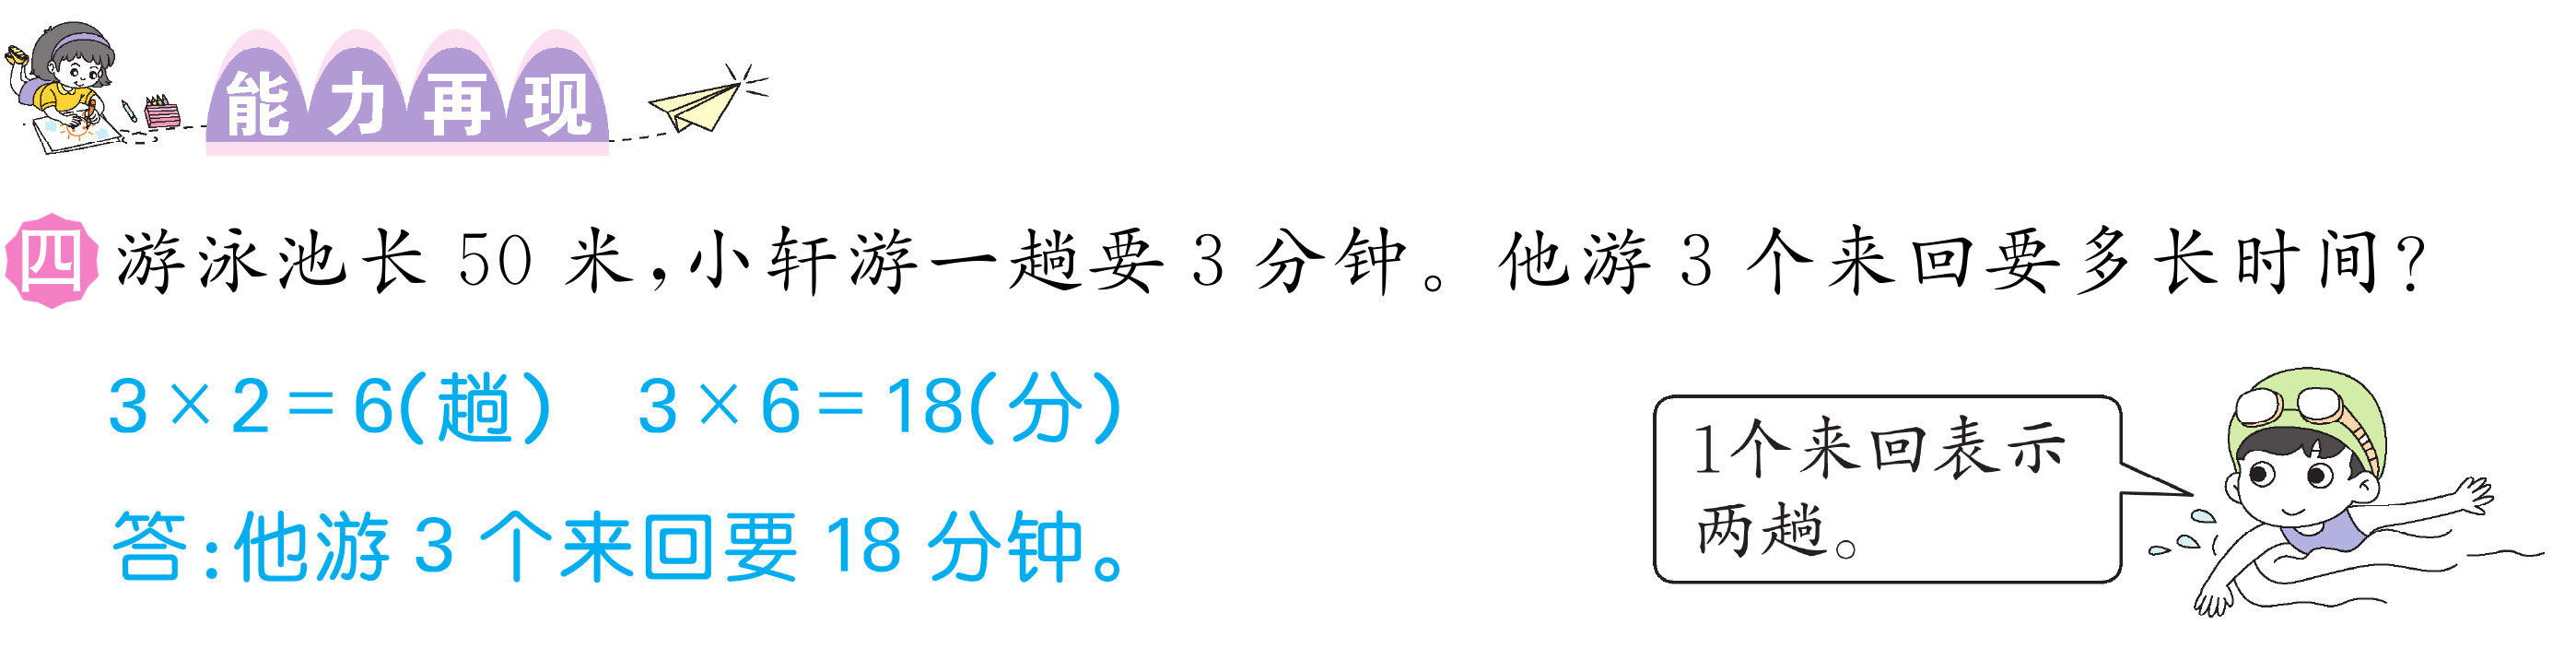 能力再现
四 游泳池长 50 米,小轩游一趟要 3 分钟。他游 3 个来回要多长时间?
3×2=6(趟) 3×6=18(分)
答:他游 3 个来回要 18 分钟。
1个来回表示
两趟。